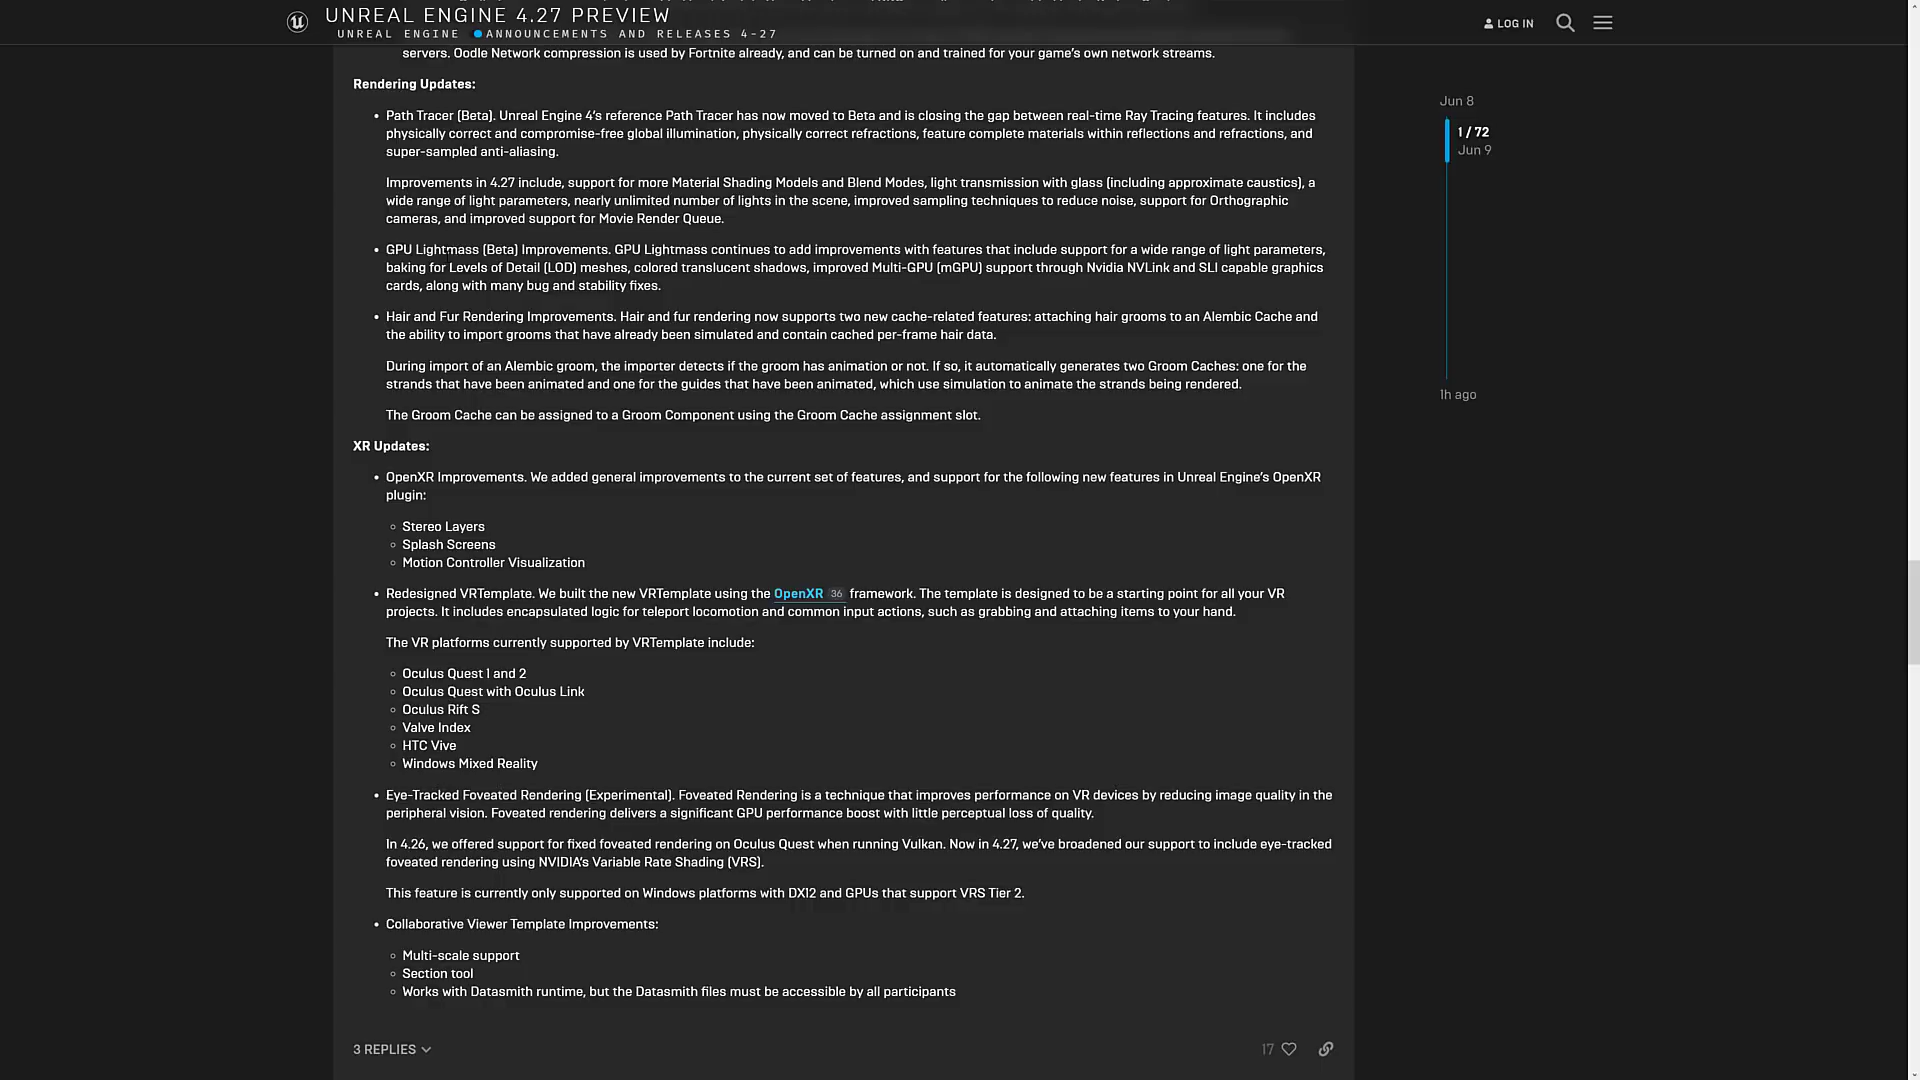 UNREAL ENGINE 4.27 PREVIEW
UNREAL ENGINE ANNOUNCEMENTS AND RELEASES 4-27
LOG IN
servers. Oodle Network compression is used by Fortnite already, and can be turned on and trained for your game's own network streams.
Rendering Updates:
• Path Tracer (Beta). Unreal Engine 4's reference Path Tracer has now moved to Beta and is closing the gap between real-time Ray Tracing features. It includes
physically correct and compromise-free global illumination, physically correct refractions, feature complete materials within reflections and refractions, and
super-sampled anti-aliasing.
Improvements in 4.27 include, support for more Material Shading Models and Blend Modes, light transmission with glass (including approximate caustics), a
wide range of light parameters, nearly unlimited number of lights in the scene, improved sampling techniques to reduce noise, support for Orthographic
cameras, and improved support for Movie Render Queue.
• GPU Lightmass (Beta) Improvements. GPU Lightmass continues to add improvements with features that include support for a wide range of light parameters,
baking for Levels of Detail (LOD) meshes, colored translucent shadows, improved Multi-GPU (mGPU) support through Nvidia NVLink and SLI capable graphics
cards, along with many bug and stability fixes.
• Hair and Fur Rendering Improvements. Hair and fur rendering now supports two new cache-related features: attaching hair grooms to an Alembic Cache and
the ability to import grooms that have already been simulated and contain cached per-frame hair data.
During import of an Alembic groom, the importer detects if the groom has animation or not. If so, it automatically generates two Groom Caches: one for the
strands that have been animated and one for the guides that have been animated, which use simulation to animate the strands being rendered.
The Groom Cache can be assigned to a Groom Component using the Groom Cache assignment slot.
XR Updates:
• OpenXR Improvements. We added general improvements to the current set of features, and support for the following new features in Unreal Engine's OpenXR
plugin:
Stereo Layers
Splash Screens
Motion Controller Visualization
• Redesigned VRTemplate. We built the new VRTemplate using the OpenXR 36 framework. The template is designed to be a starting point for all your VR
projects. It includes encapsulated logic for teleport locomotion and common input actions, such as grabbing and attaching items to your hand.
The VR platforms currently supported by VRTemplate include:
Oculus Quest 1 and 2
Oculus Quest with Oculus Link
Oculus Rift S
Valve Index
HTC Vive
Windows Mixed Reality
• Eye-Tracked Foveated Rendering (Experimental). Foveated Rendering is a technique that improves performance on VR devices by reducing image quality in the
peripheral vision. Foveated rendering delivers a significant GPU performance boost with little perceptual loss of quality.
In 4.26, we offered support for fixed foveated rendering on Oculus Quest when running Vulkan. Now in 4.27, we've broadened our support to include eye-tracked
foveated rendering using NVIDIA's Variable Rate Shading (VRS).
This feature is currently only supported on Windows platforms with DX12 and GPUs that support VRS Tier 2.
• Collaborative Viewer Template Improvements:
Multi-scale support
Section tool
Works with Datasmith runtime, but the Datasmith files must be accessible by all participants
3 REPLIES
17
Jun 8
1 / 72
Jun 9
1h ago